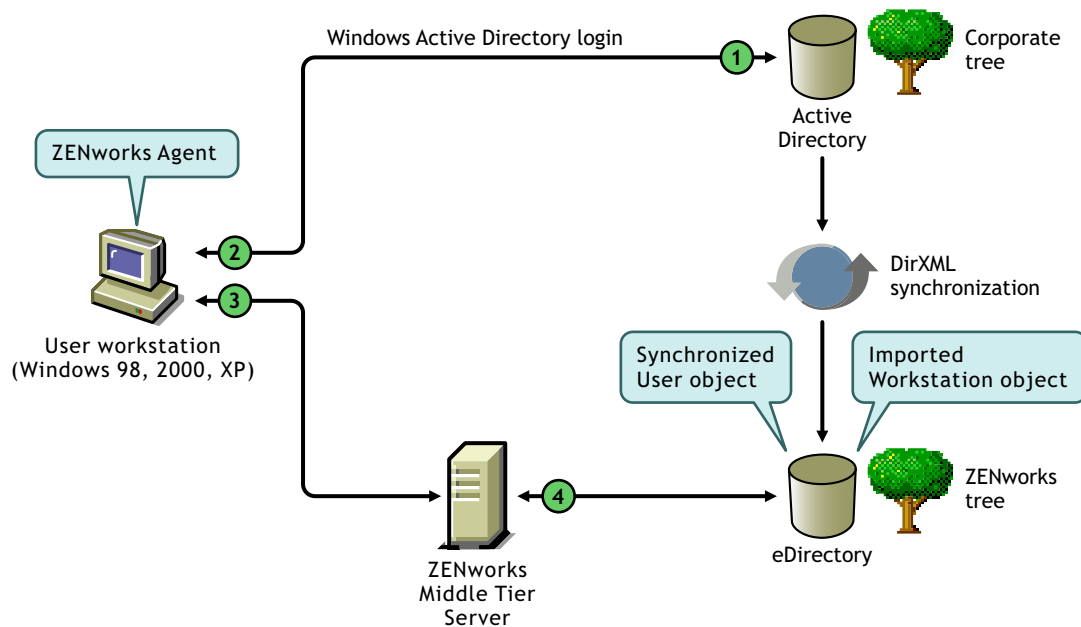 Windows Active Directory login
1
Corporate
tree
Active
Directory
ZENworks Agent
2
3
User workstation
(Windows 98, 2000, XP)
DirXML
synchronization
Synchronized
User object
Imported
Workstation object
4
ZENworks
tree
eDirectory
ZENworks
Middle Tier
Server